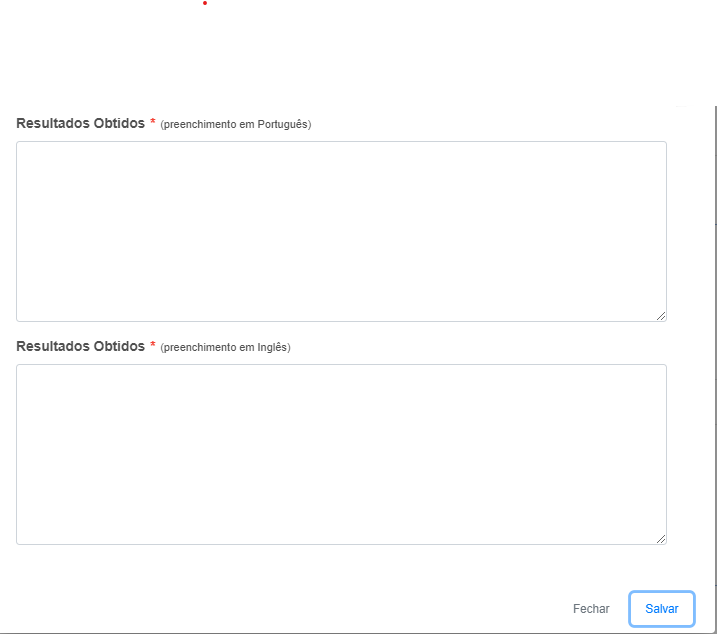 Resultados Obtidos * (preenchimento em Português)
Resultados Obtidos * (preenchimento em Inglês)
Fechar Salvar